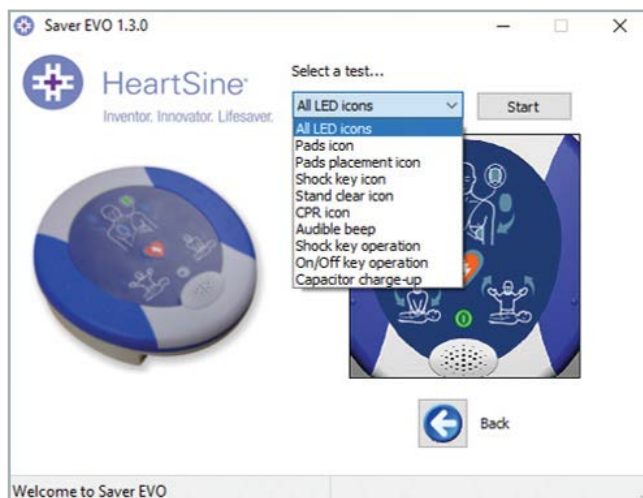 Saver EVO 1.3.0
HeartSine
Inventor. Innovator. Lifesaver.
Select a test...
All LED icons
Start
All LED icons
Pads icon
Pads placement icon
Shock key icon
Stand clear icon
CPR icon
Audible beep
Shock key operation
On/Off key operation
Capacitor charge-up
Back
Welcome to Saver EVO